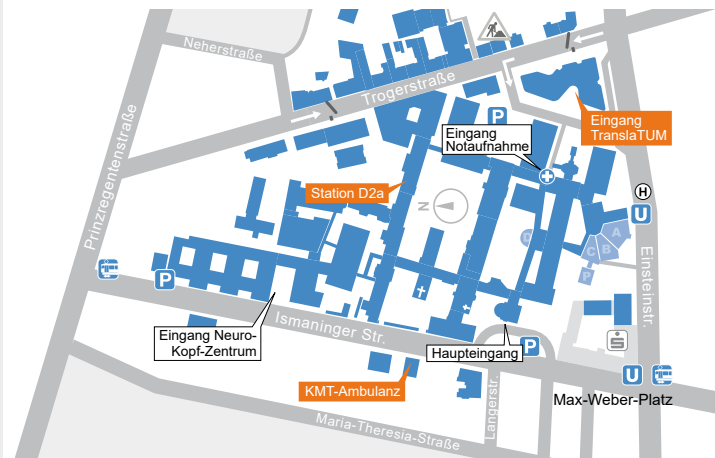 Neherstraße
Trogerstraße
Prinzregentenstraße
P
Eingang
TranslaTUM
Eingang
Notaufnahme
Station D2a
N
H
U
A
B
C
D
P
Einsteinstr.
P
Ismaninger Str.
Eingang Neuro-
Kopf-Zentrum
Haupteingang
P
S
U
KMT-Ambulanz
Langerstr.
Max-Weber-Platz
Maria-Theresia-Straße